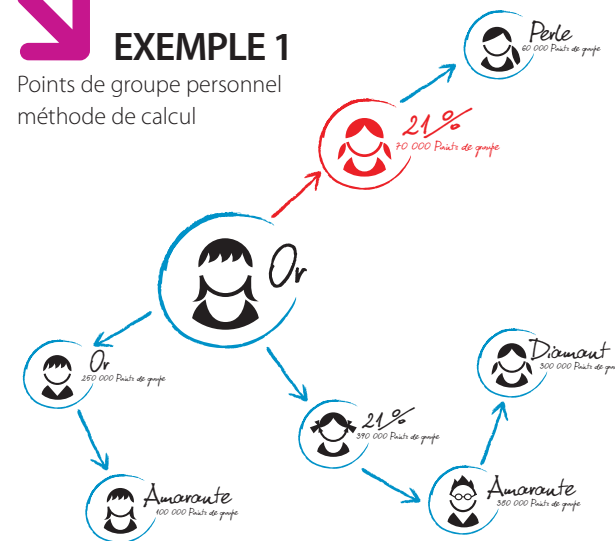 EXEMPLE 1
Points de groupe personnel
méthode de calcul
Perle
60 000 Points de groupe
21%
70 000 Points de groupe
Or
Or
250 000 Points de groupe
Diamant
300 000 Points de gro
21%
390 000 Points de groupe
Amarante
100 000 Points de groupe
Amarante
380 000 Points de groupe